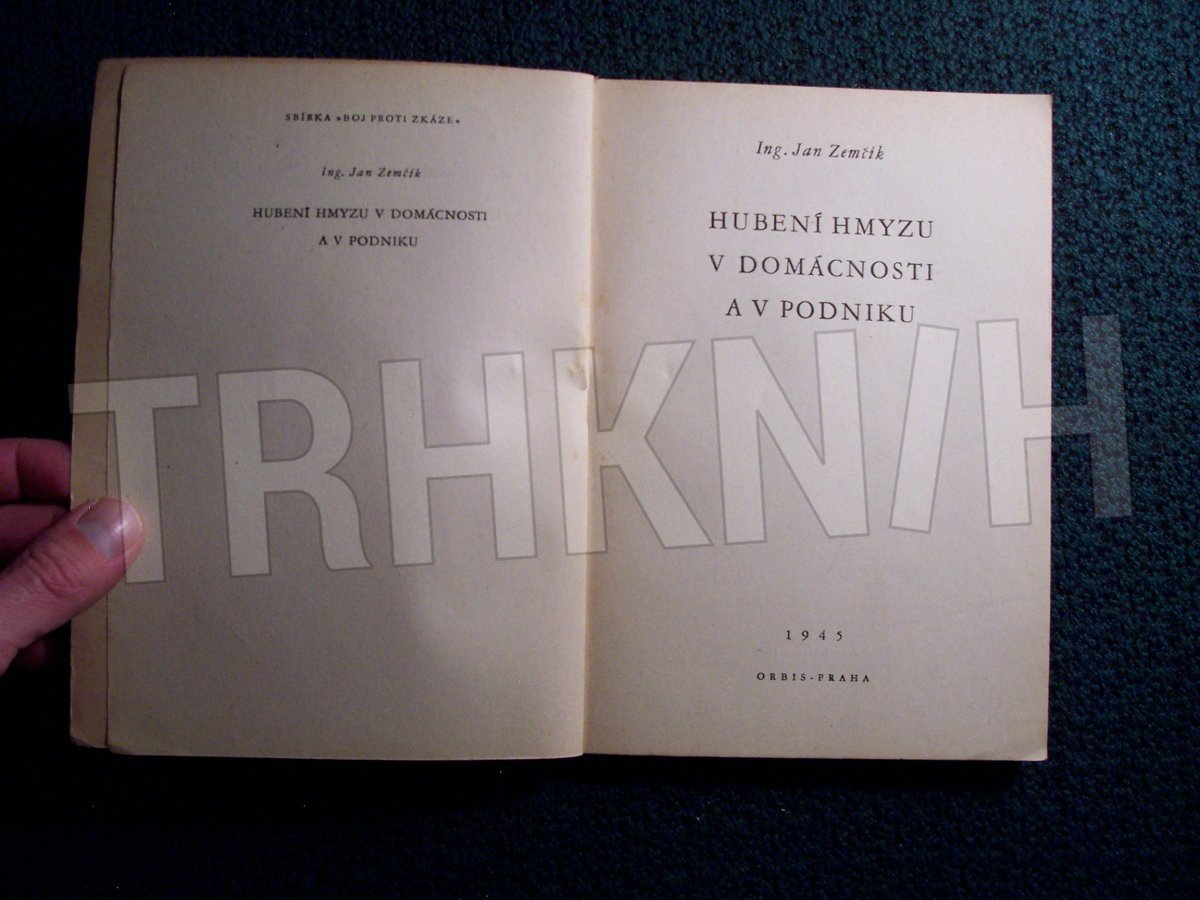 SBÍRKA »BOJ PROTI ZKÁZE«
Ing. Jan Zemčík
HUBENÍ HMYZU V DOMÁCNOSTI
A V PODNIKU
Ing. Jan Zemčík
HUBENÍ HMYZU
V DOMÁCNOSTI
A V PODNIKU
TRHKNIH
1945
ORBIS-PRAHA